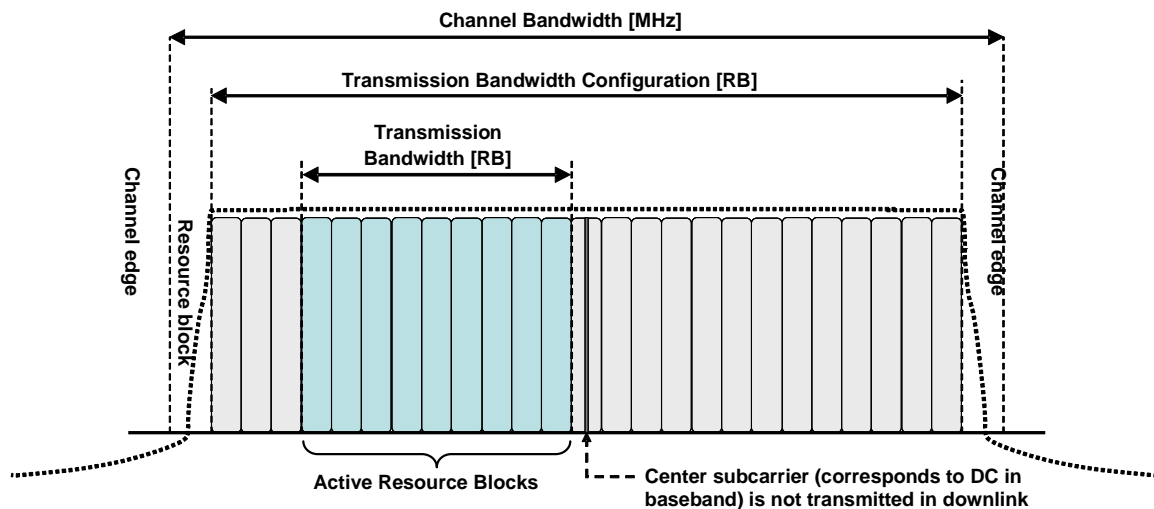 Channel Bandwidth [MHz]
Transmission Bandwidth Configuration [RB]
Transmission
Bandwidth [RB]
Channel edge
Resource block
Channel edge
Active Resource Blocks
Center subcarrier (corresponds to DC in
baseband) is not transmitted in downlink